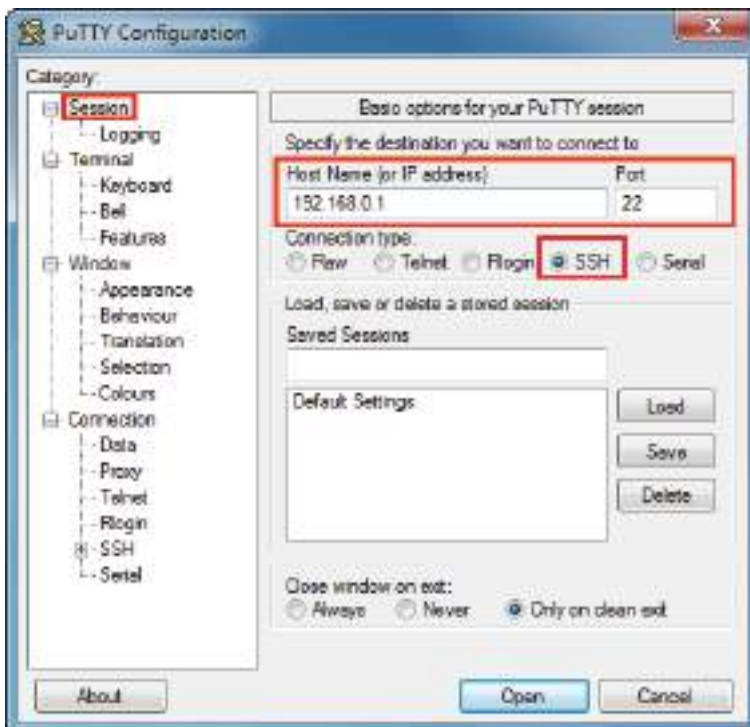 PuTTY Configuration
Category:
Session
Logging
Terminal
Keyboard
Bell
Features
Window
Appearance
Behaviour
Translation
Selection
Colours
Connection
Data
Proxy
Telnet
Rlogin
SSH
Serial
Basic options for your PuTTY session
Specify the destination you want to connect to
Host Name (or IP address) Port
192.168.0.1 22
Connection type:
Raw Telnet Rlogin SSH Serial
Load, save or delete a stored session
Saved Sessions
Default Settings
Load
Save
Delete
Close window on exit:
Always Never Only on clean exit
About Open Cancel